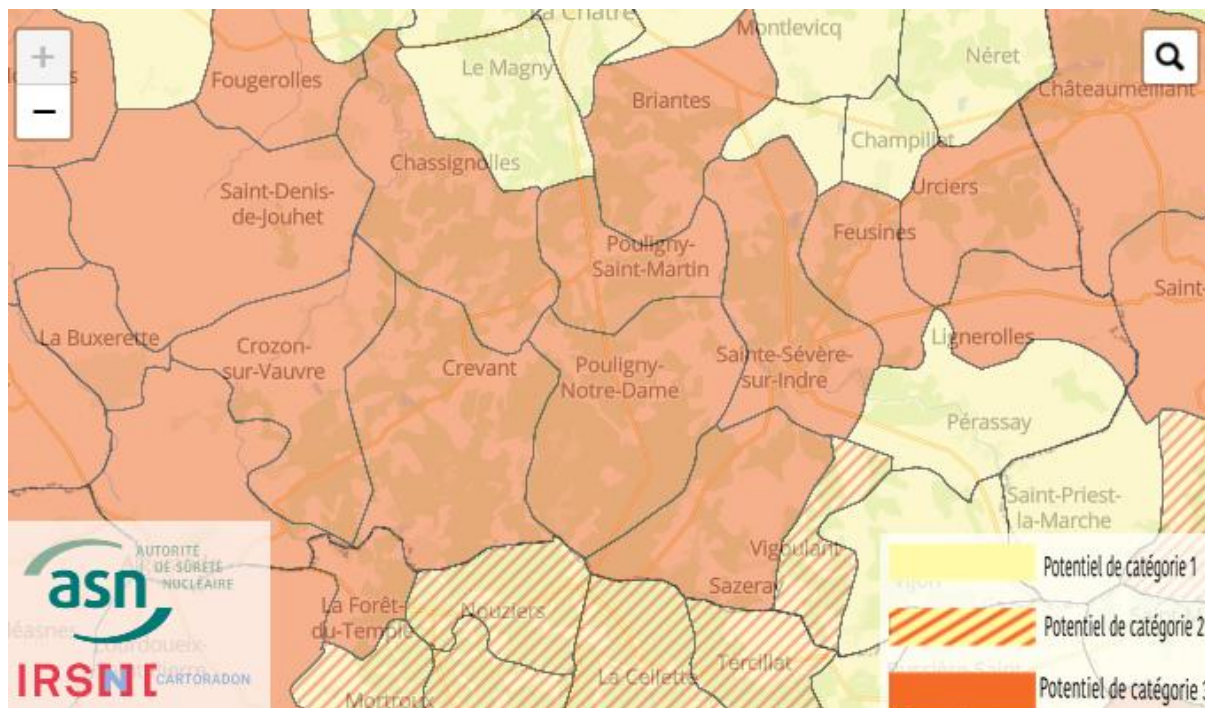 La Châtre
Montlevicq
Néret
Le Magny
Fougerolles
Châteaumeillant
Briantes
Champillet
Chassignolles
Saint-Denis-
de-Jouhet
Urciers
Feusines
Pouligny-
Saint-Martin
Saint-
La Buxerette
Crozon-
sur-Vauvre
Crevant
Pouligny-
Notre-Dame
Sainte-Sévère-
sur-Indre
Lignerolles
Pérassay
Saint-Priest-
la-Marche
Vigoulant
Sazeray
La Forêt-
du-Temple
Nouziers
Mortroux
La Cellette
Tercillat
asn
AUTORITÉ
DE SÛRETÉ
NUCLÉAIRE
CARTORADON
Potentiel de catégorie 1
Potentiel de catégorie 2
Potentiel de catégorie 3